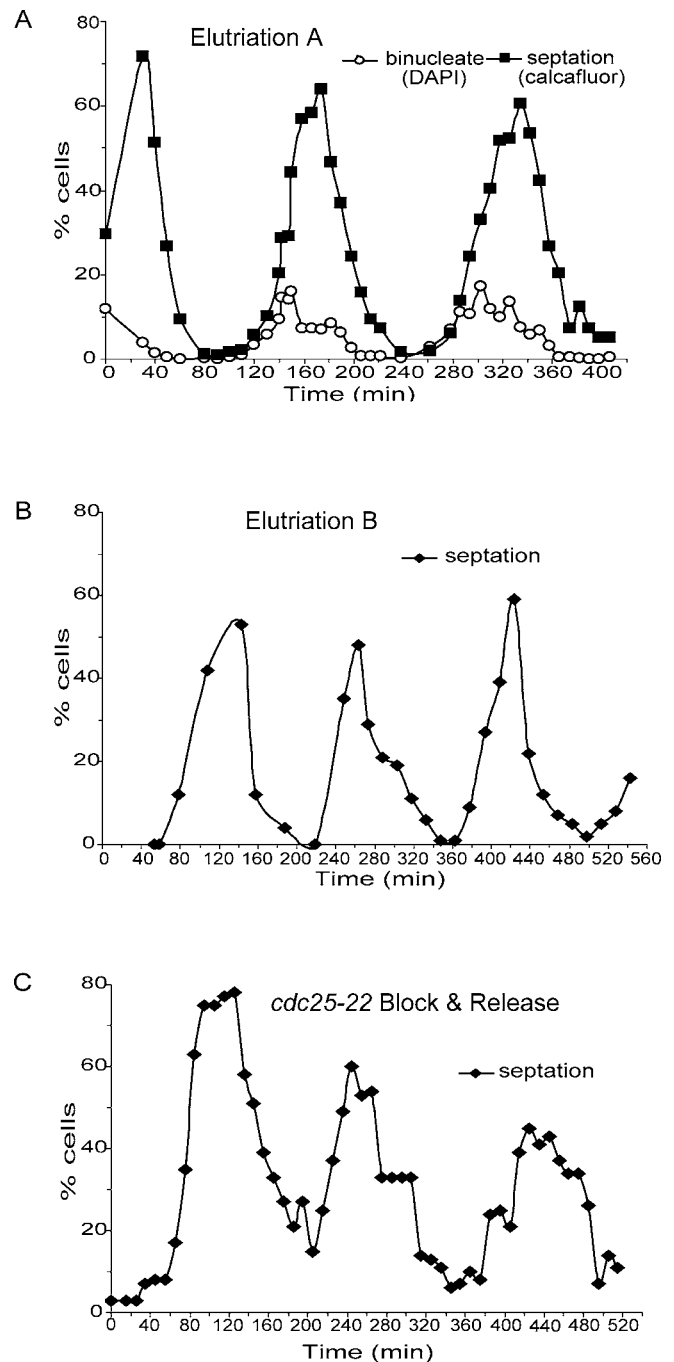 A
Elutriation A
binucleate (DAPI)
septation (calcafluor)
% cells
80
60
40
20
0
0 40 80 120 160 200 240 280 320 360 400
Time (min)
B
Elutriation B
septation
% cells
80
60
40
20
0
0 40 80 120 160 200 240 280 320 360 400 440 480 520 560
Time (min)
C
cdc25-22 Block & Release
septation
% cells
80
60
40
20
0
0 40 80 120 160 200 240 280 320 360 400 440 480 520
Time (min)